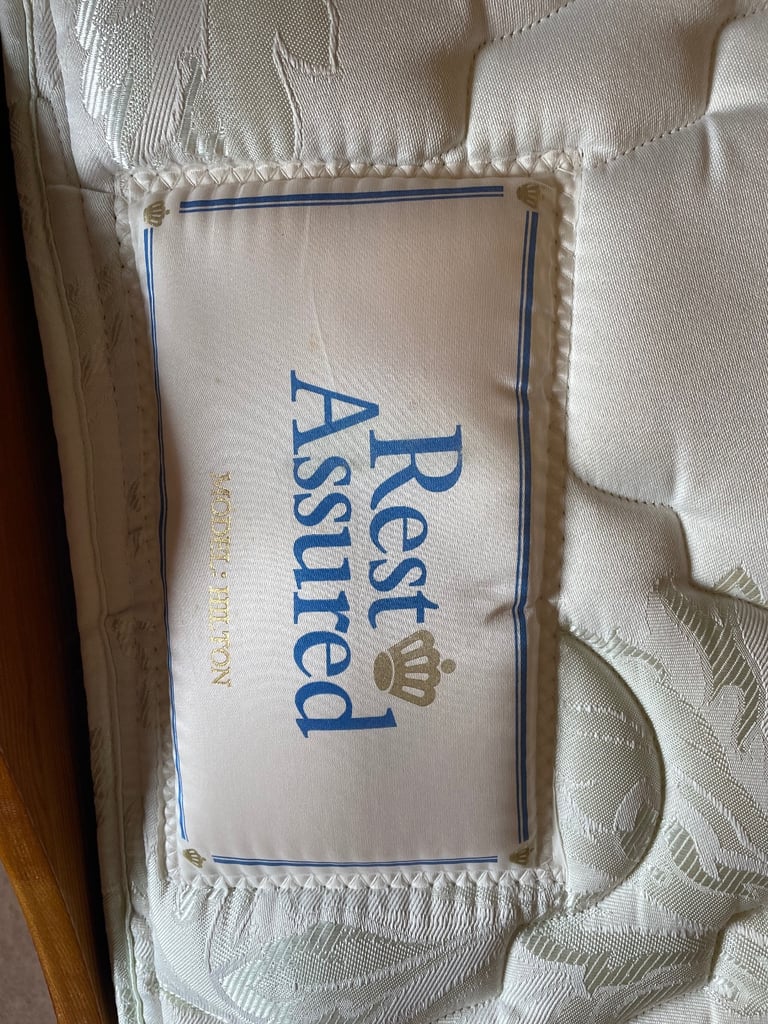 Rest
Assured
MODEL · HILTON